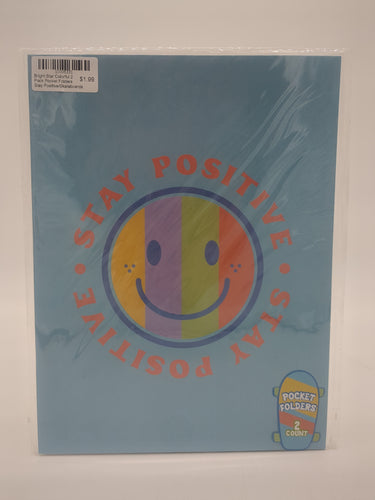 Bright Star Colorful 2
Pack Pocket Folders
Stay Positive/Skateboards
$1.99
STAY POSITIVE • STAY POSITIVE •
POCKET
FOLDERS
2
COUNT